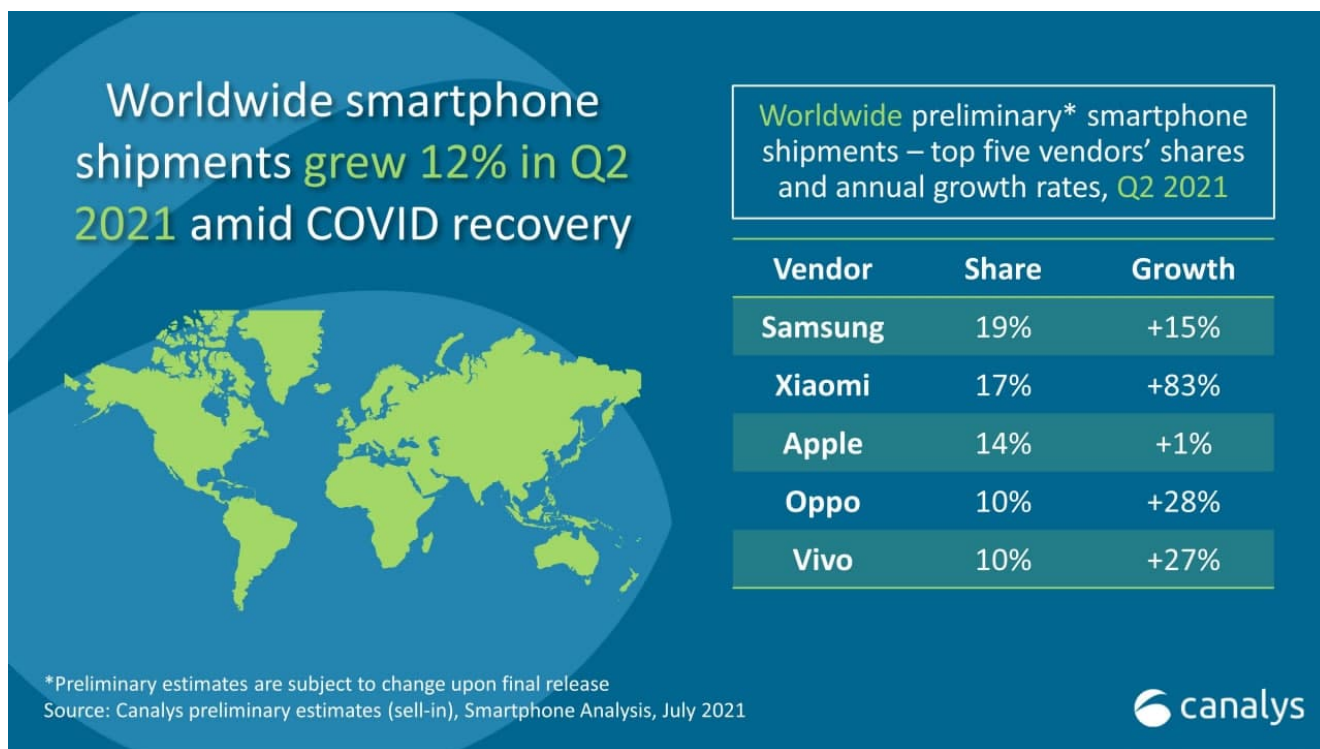 Worldwide smartphone
shipments grew 12% in Q2
2021 amid COVID recovery
Worldwide preliminary* smartphone
shipments – top five vendors’ shares
and annual growth rates, Q2 2021
Vendor Share Growth
Samsung 19% +15%
Xiaomi 17% +83%
Apple 14% +1%
Oppo 10% +28%
Vivo 10% +27%
*Preliminary estimates are subject to change upon final release
Source: Canalys preliminary estimates (sell-in), Smartphone Analysis, July 2021
canalys